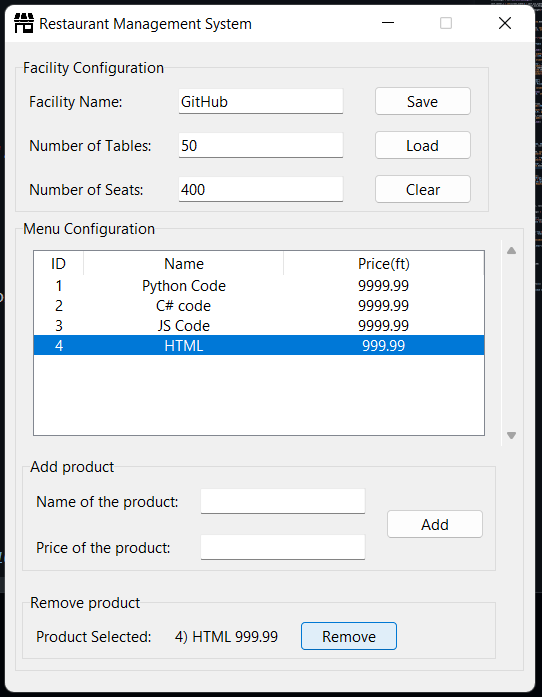 Restaurant Management System
Facility Configuration
Facility Name: GitHub Save
Number of Tables: 50 Load
Number of Seats: 400 Clear
Menu Configuration
ID Name Price(ft)
1 Python Code 9999.99
2 C# code 9999.99
3 JS Code 9999.99
4 HTML 999.99
Add product
Name of the product:
Add
Price of the product:
Remove product
Product Selected: 4) HTML 999.99 Remove